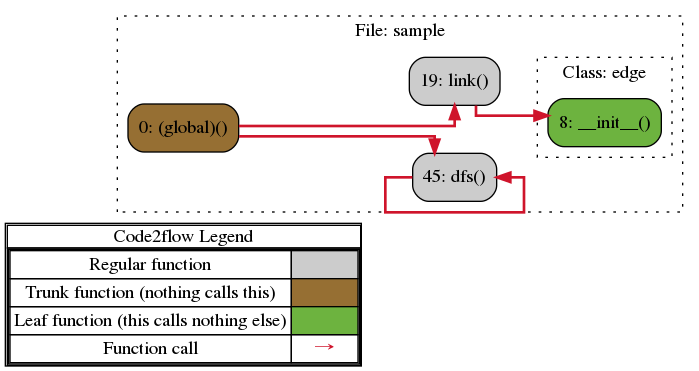 File: sample
19: link()
Class: edge
0: (global)()
8: __init__()
45: dfs()
Code2flow Legend
Regular function
Trunk function (nothing calls this)
Leaf function (this calls nothing else)
Function call →